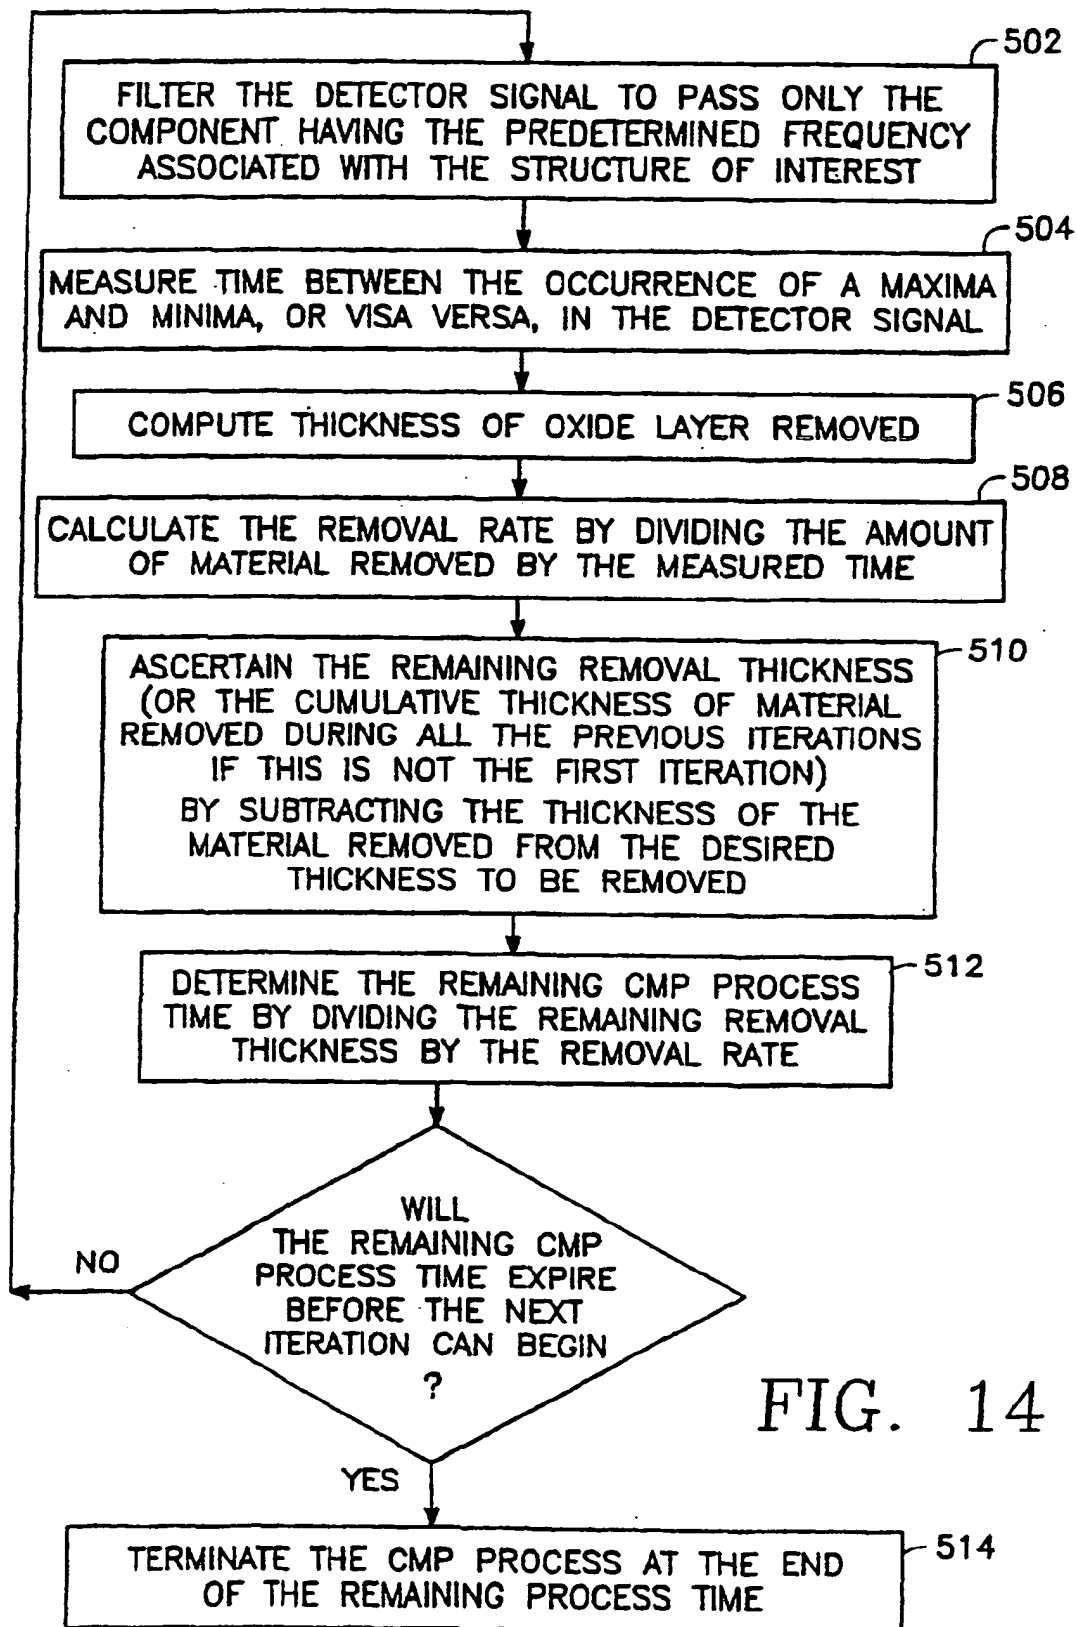 502
FILTER THE DETECTOR SIGNAL TO PASS ONLY THE
COMPONENT HAVING THE PREDETERMINED FREQUENCY
ASSOCIATED WITH THE STRUCTURE OF INTEREST
504
MEASURE TIME BETWEEN THE OCCURRENCE OF A MAXIMA
AND MINIMA, OR VISA VERSA, IN THE DETECTOR SIGNAL
506
COMPUTE THICKNESS OF OXIDE LAYER REMOVED
508
CALCULATE THE REMOVAL RATE BY DIVIDING THE AMOUNT
OF MATERIAL REMOVED BY THE MEASURED TIME
510
ASCERTAIN THE REMAINING REMOVAL THICKNESS
(OR THE CUMULATIVE THICKNESS OF MATERIAL
REMOVED DURING ALL THE PREVIOUS ITERATIONS
IF THIS IS NOT THE FIRST ITERATION)
BY SUBTRACTING THE THICKNESS OF THE
MATERIAL REMOVED FROM THE DESIRED
THICKNESS TO BE REMOVED
512
DETERMINE THE REMAINING CMP PROCESS
TIME BY DIVIDING THE REMAINING REMOVAL
THICKNESS BY THE REMOVAL RATE
WILL
THE REMAINING CMP
PROCESS TIME EXPIRE
BEFORE THE NEXT
ITERATION CAN BEGIN
?
NO
FIG. 14
YES
514
TERMINATE THE CMP PROCESS AT THE END
OF THE REMAINING PROCESS TIME